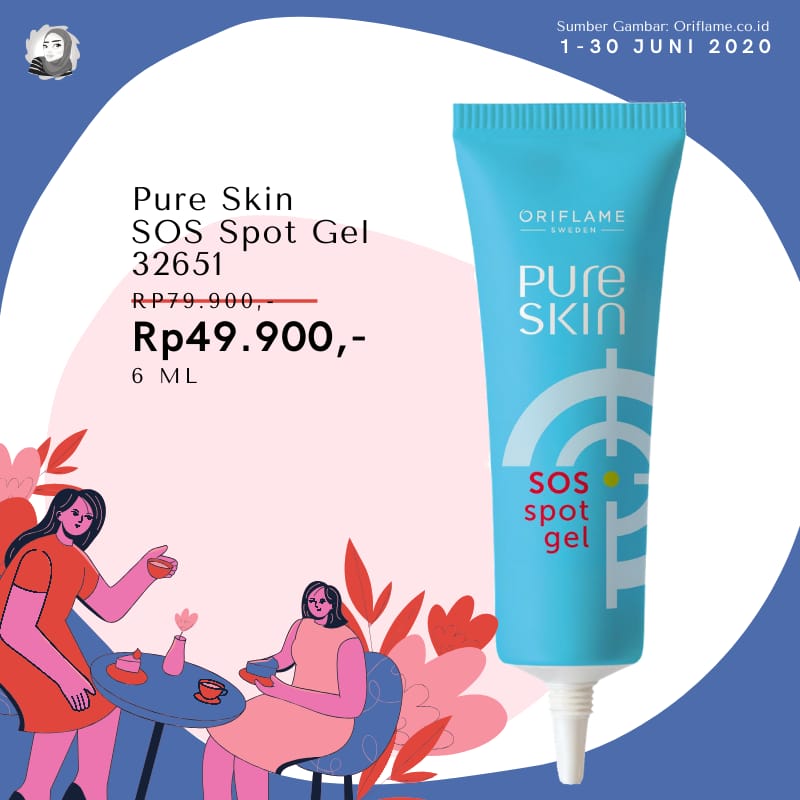 Sumber Gambar: Oriflame.co.id
1-30 JUNI 2020
Pure Skin
SOS Spot Gel
32651
RP79.900,-
Rp49.900,-
6 ML
ORIFLAME
SWEDEN
PURE
SKIN
SOS
spot
gel